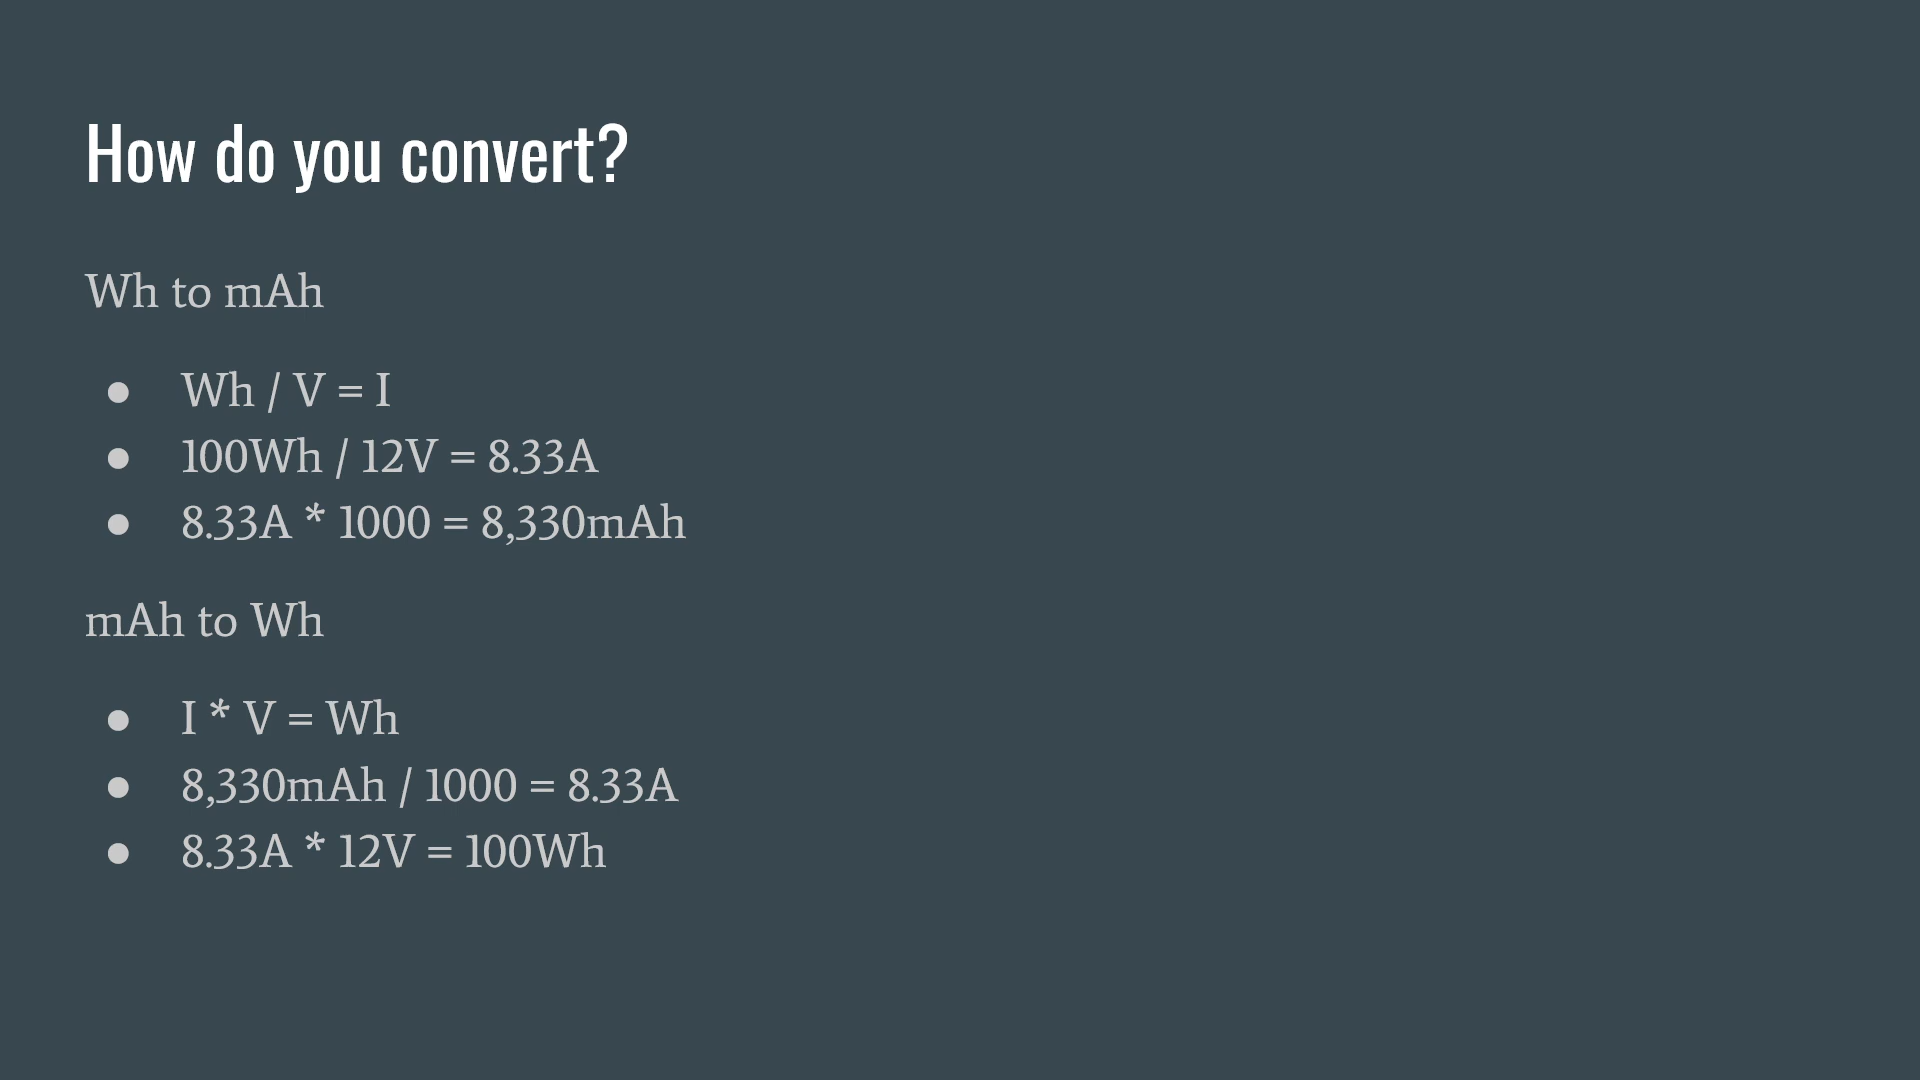 How do you convert?
Wh to mAh
● Wh / V = I
● 100Wh / 12V = 8.33A
● 8.33A * 1000 = 8,330mAh
mAh to Wh
● I * V = Wh
● 8,330mAh / 1000 = 8.33A
● 8.33A * 12V = 100Wh